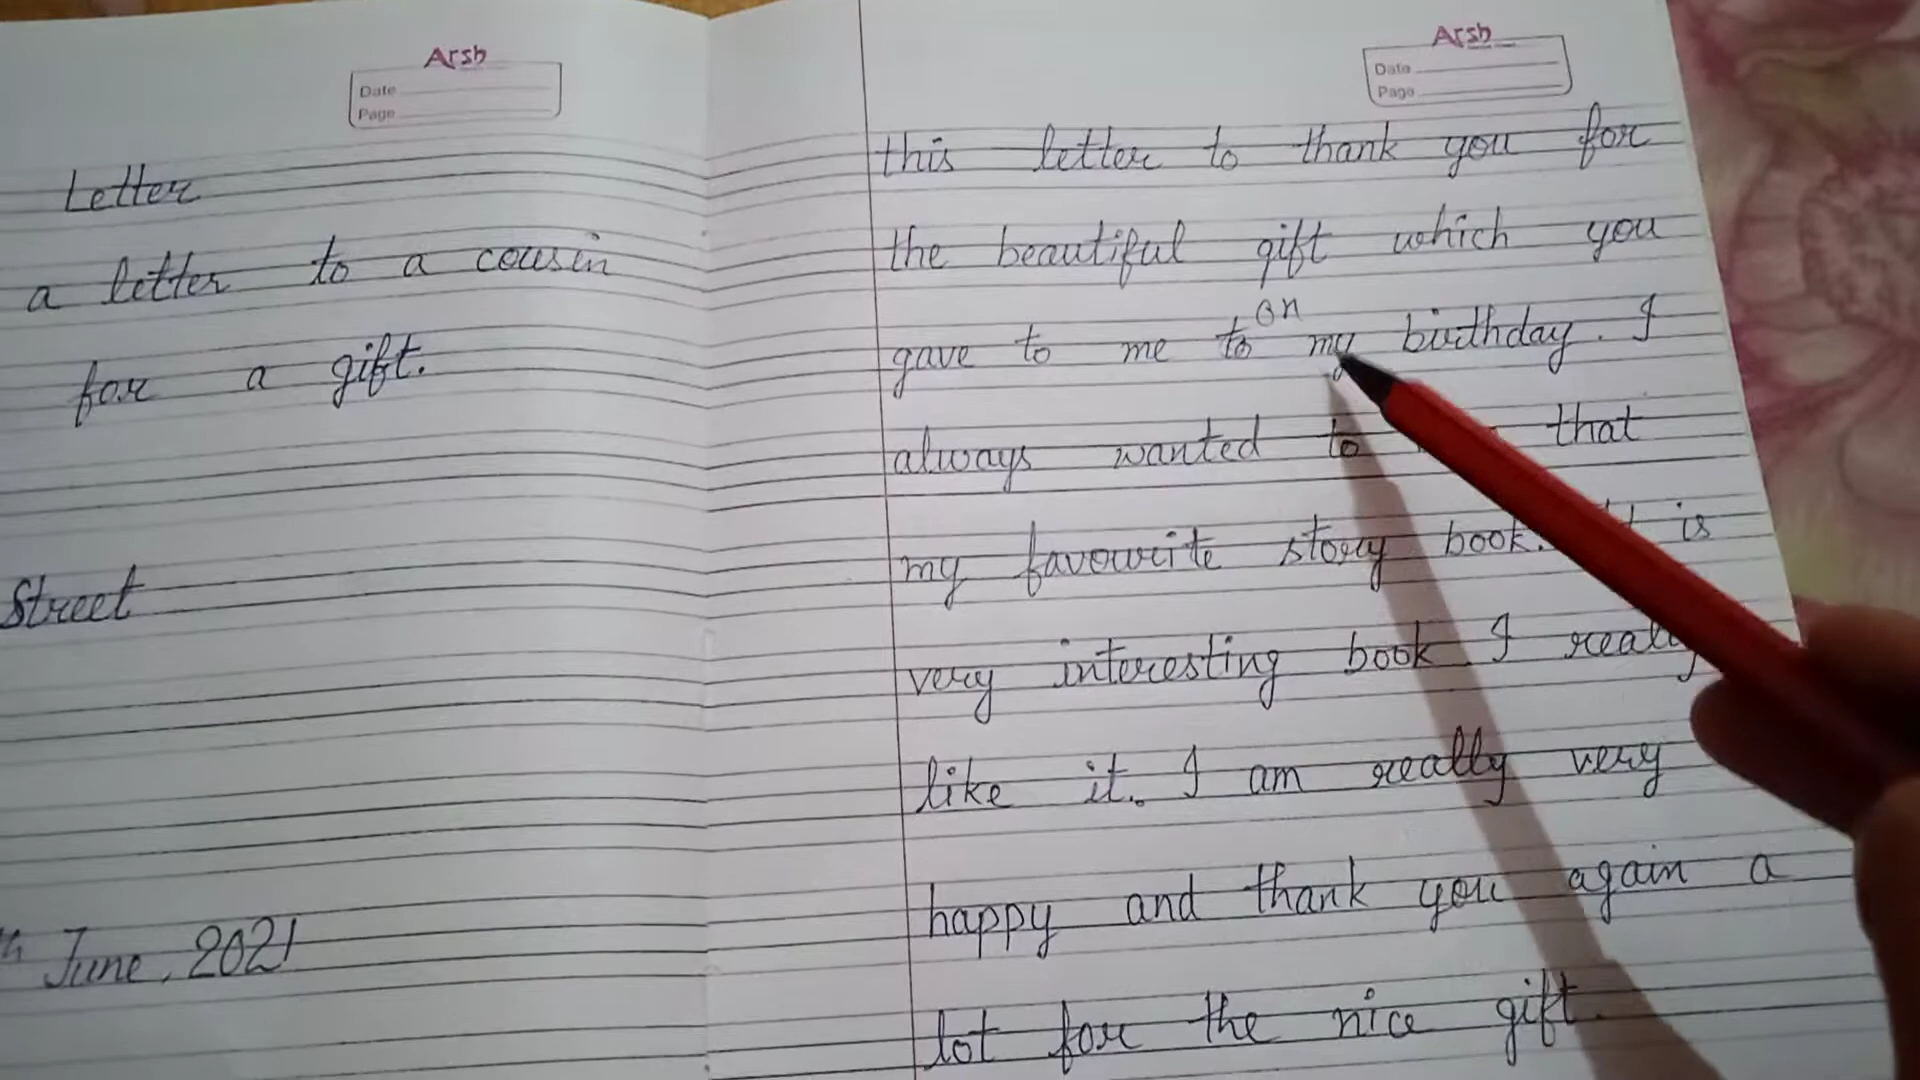 Arsh
Date
Page
Letter
a letter to a cousin
for a gift.
Street
June, 2021
Arsh
Date
Page
this letter to thank you for
the beautiful gift which you
on
gave to me to my birthday. I
always wanted to that
my favourite story book. It is
very interesting book I really
like it. I am really very
happy and thank you again a
lot for the nice gift.